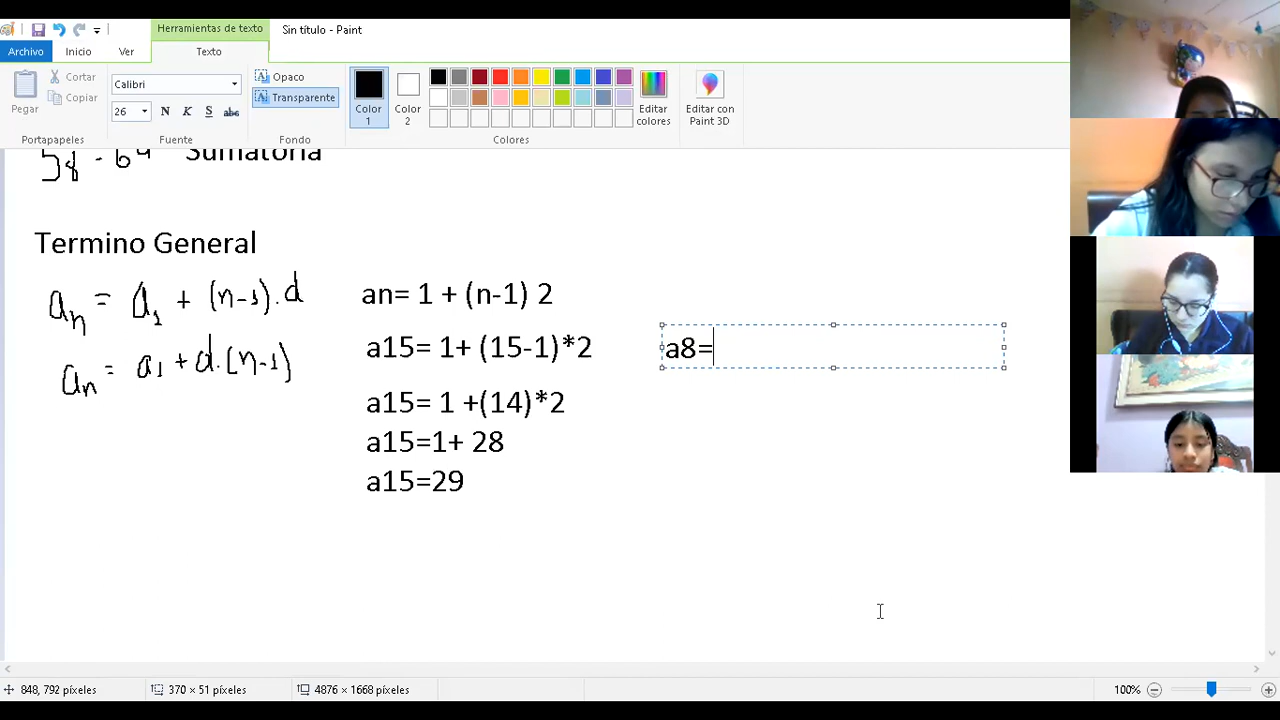 Herramientas de texto
Sin título - Paint
Archivo
Inicio
Ver
Texto
Pegar
Cortar
Copiar
Portapapeles
Calibri
26
N K S abc
Fuente
Opaco
Transparente
Fondo
Color 1
Color 2
Editar colores
Editar con Paint 3D
Colores
58 - 64 Sumatoria
Termino General
an = a1 + (n-1).d
an = a1 + d.(n-1)
an= 1 + (n-1) 2
a15= 1+ (15-1)*2
a15= 1 +(14)*2
a15=1+ 28
a15=29
a8=
848, 792 píxeles
370 × 51 píxeles
4876 × 1668 píxeles
100%